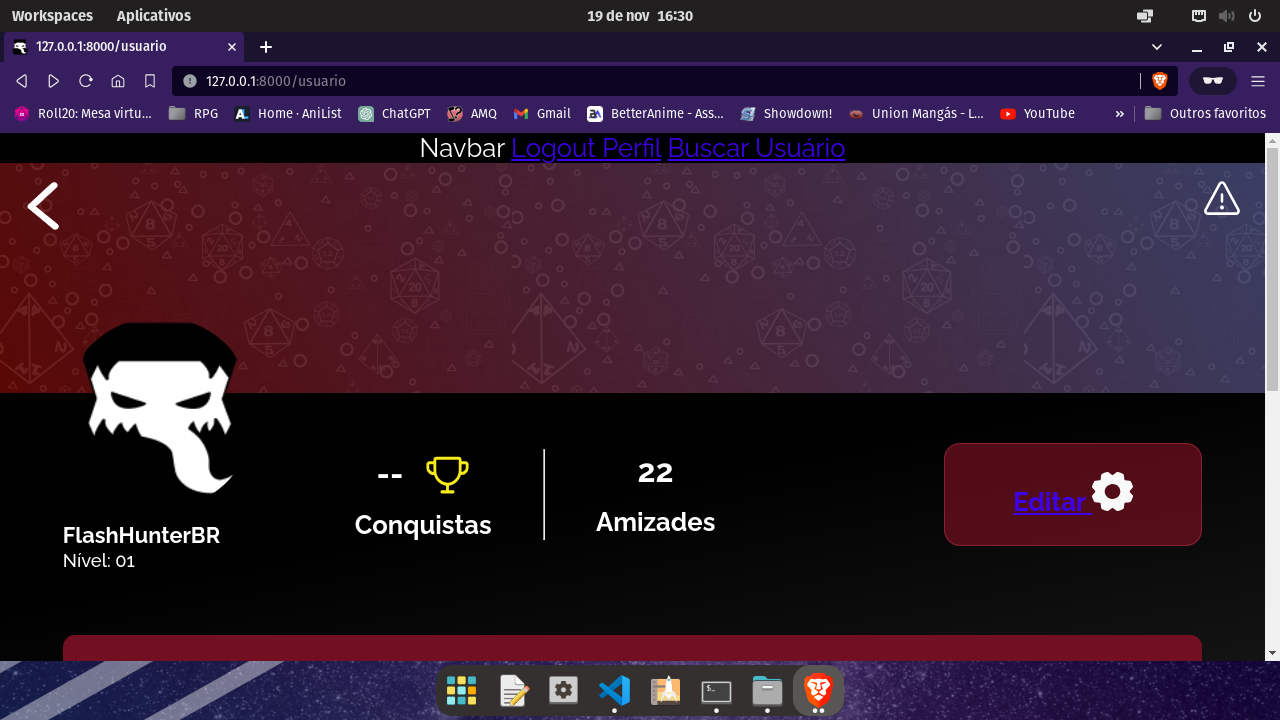 Workspaces Aplicativos 19 de nov 16:30
127.0.0.1:8000/usuario
127.0.0.1:8000/usuario
Roll20: Mesa virtu... RPG Home · AniList ChatGPT AMQ Gmail BetterAnime - Ass... Showdown! Union Mangás - L... YouTube » Outros favoritos
Navbar Logout Perfil Buscar Usuário
-- 22
Editar
Conquistas Amizades
FlashHunterBR
Nível: 01